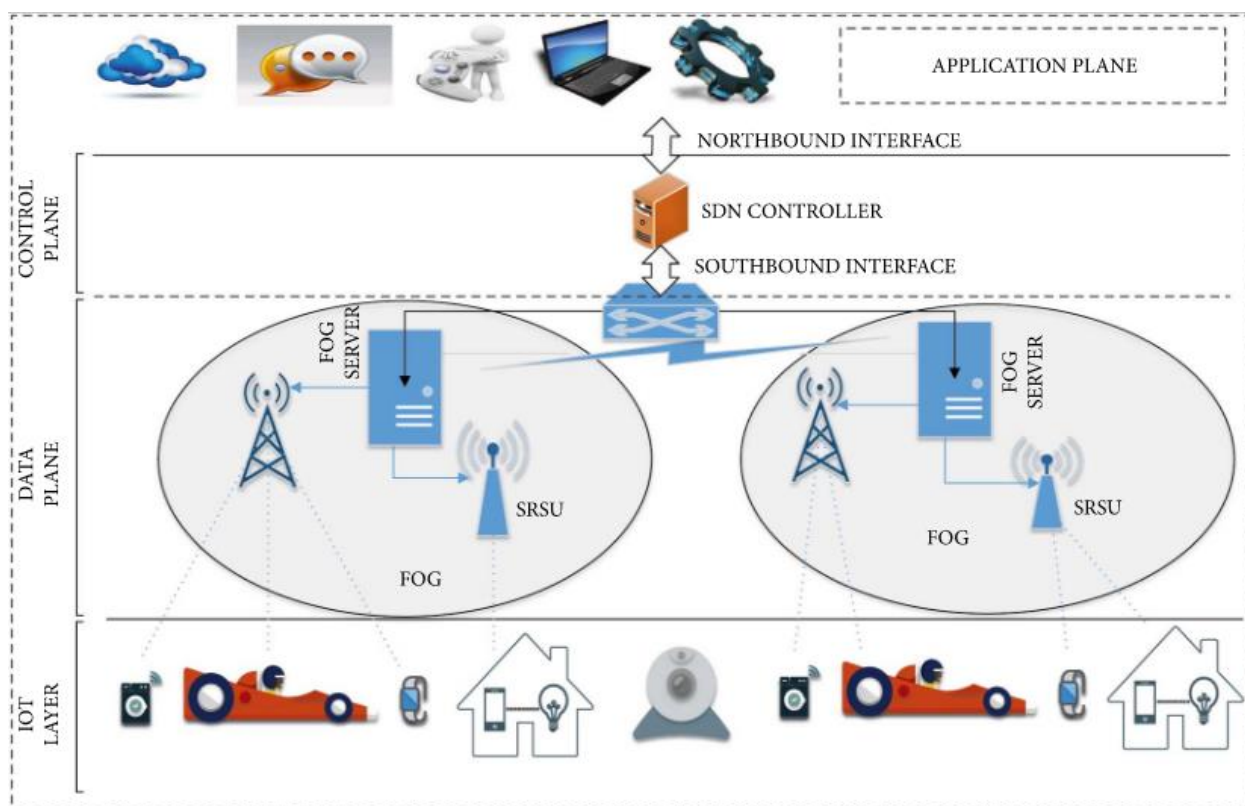 APPLICATION PLANE
NORTHBOUND INTERFACE
CONTROL
PLANE
SDN CONTROLLER
SOUTHBOUND INTERFACE
DATA
PLANE
FOG
SERVER
SRSU
FOG
FOG
SERVER
SRSU
FOG
IOT
LAYER